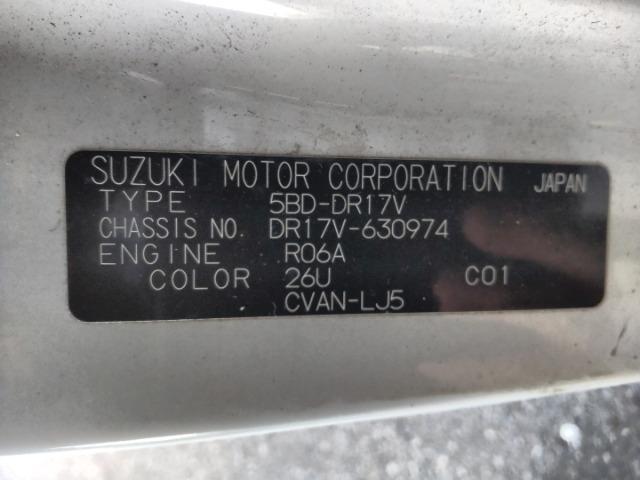 SUZUKI MOTOR CORPORATION JAPAN
TYPE 5BD-DR17V
CHASSIS NO. DR17V-630974
ENGINE R06A
COLOR 26U C01
CVAN-LJ5